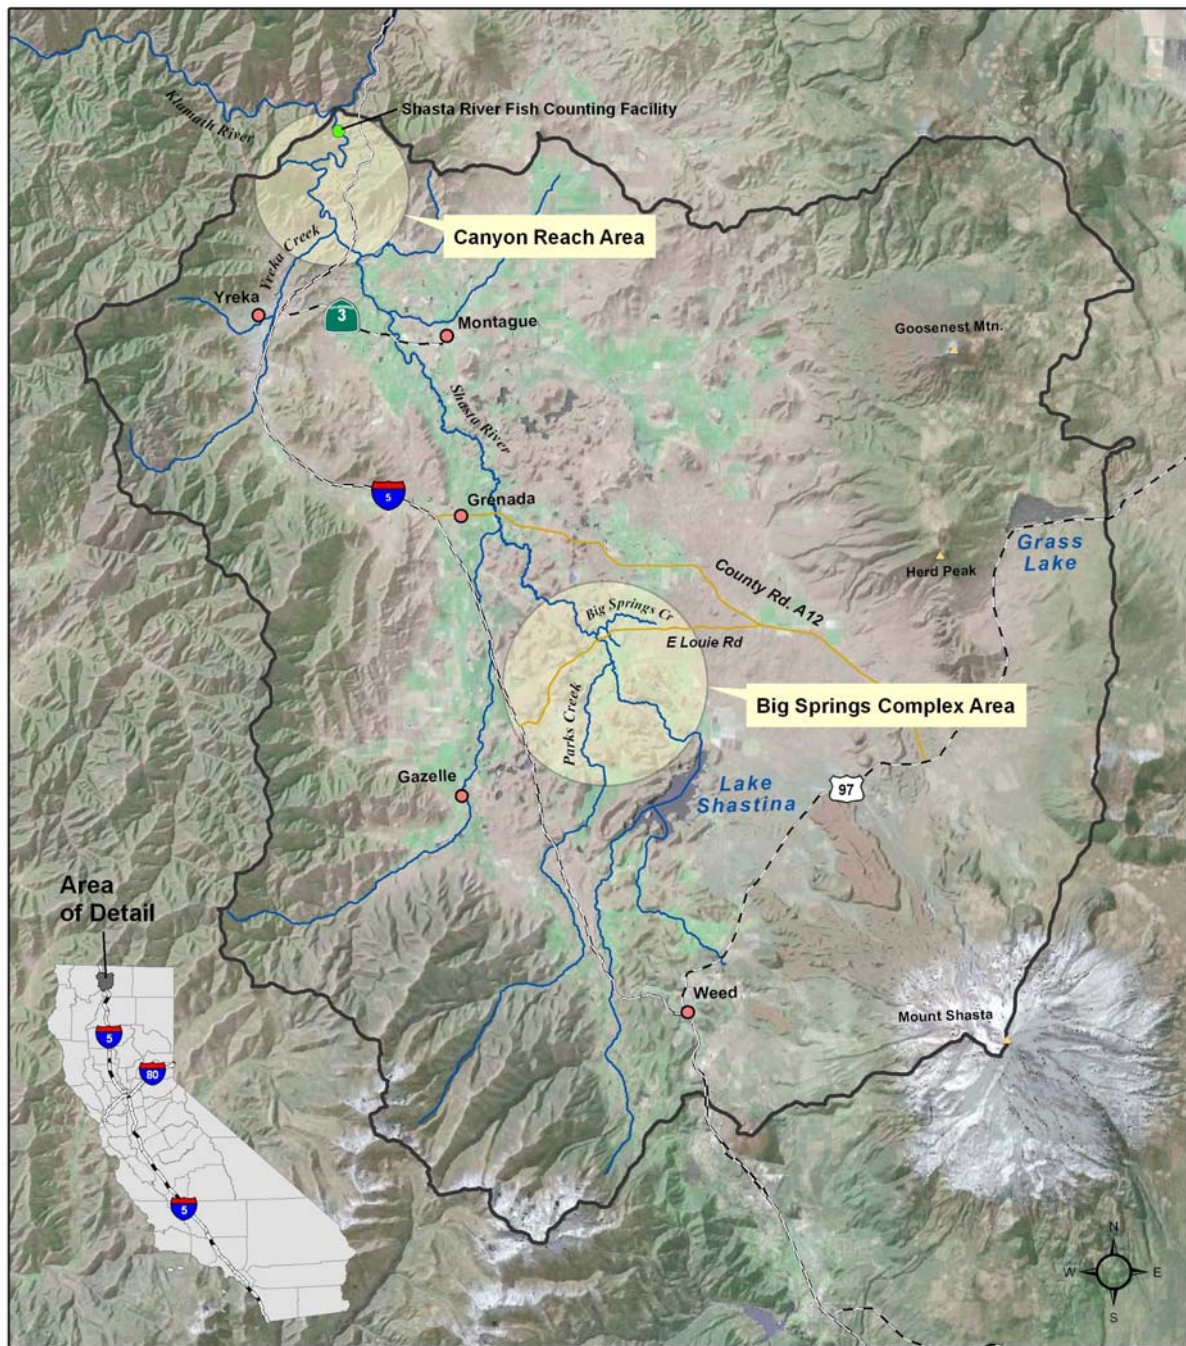 Klamath River
Shasta River Fish Counting Facility
Canyon Reach Area
Yreka Creek
Yreka
3
Montague
Goosenest Mtn.
Shasta River
5
Grenada
Grass
Lake
Herd Peak
County Rd. A12
Big Springs Cr
E Louie Rd
Parks Creek
Big Springs Complex Area
Gazelle
Lake
Shastina
97
Area
of Detail
Weed
Mount Shasta
5
80
5
N
W
E
S